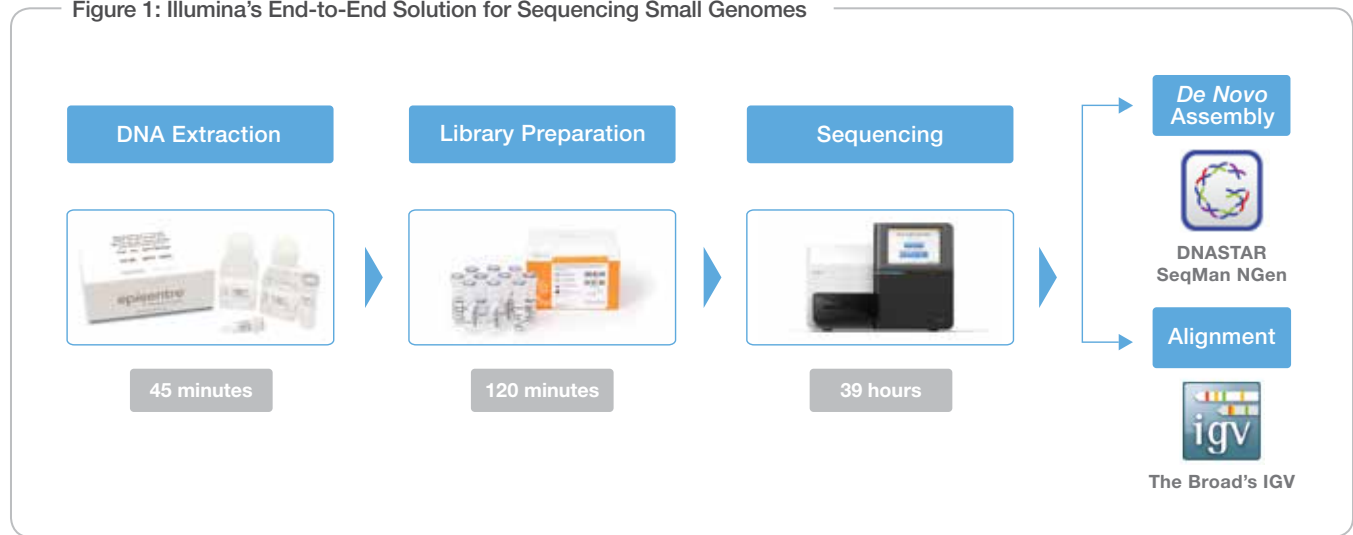 Figure 1: Illumina’s End-to-End Solution for Sequencing Small Genomes
DNA Extraction
Library Preparation
Sequencing
De Novo
Assembly
epicentre
DNASTAR
SeqMan NGen
Alignment
45 minutes
120 minutes
39 hours
igv
The Broad’s IGV